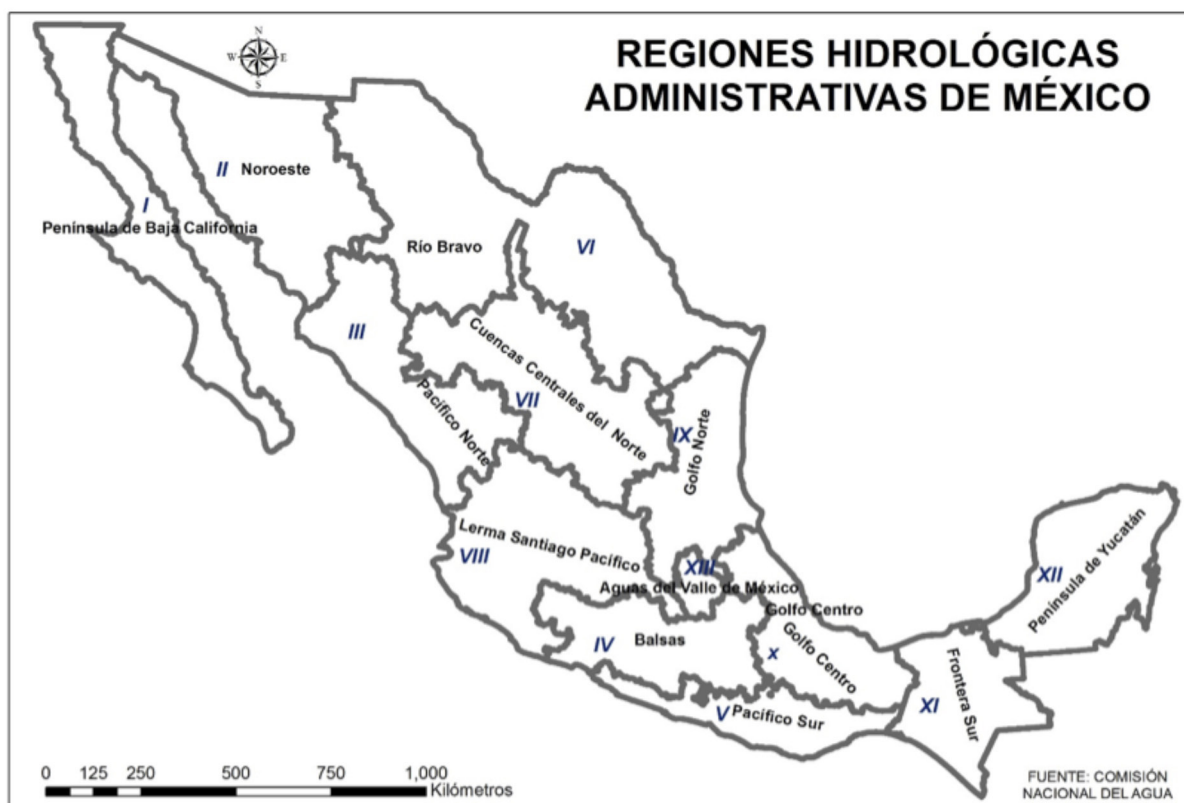 REGIONES HIDROLÓGICAS
ADMINISTRATIVAS DE MÉXICO
N
W E
S
II Noroeste
I
Península de Baja California
Río Bravo
VI
III
Cuencas Centrales del Norte
VII
Pacífico Norte
IX
Golfo Norte
Lerma Santiago Pacífico
VIII
XIII
Aguas del Valle de México
XII
Península de Yucatán
Golfo Centro
IV Balsas
x
Golfo Centro
Frontera Sur
XI
V Pacífico Sur
0 125 250 500 750 1,000
Kilómetros
FUENTE: COMISIÓN
NACIONAL DEL AGUA